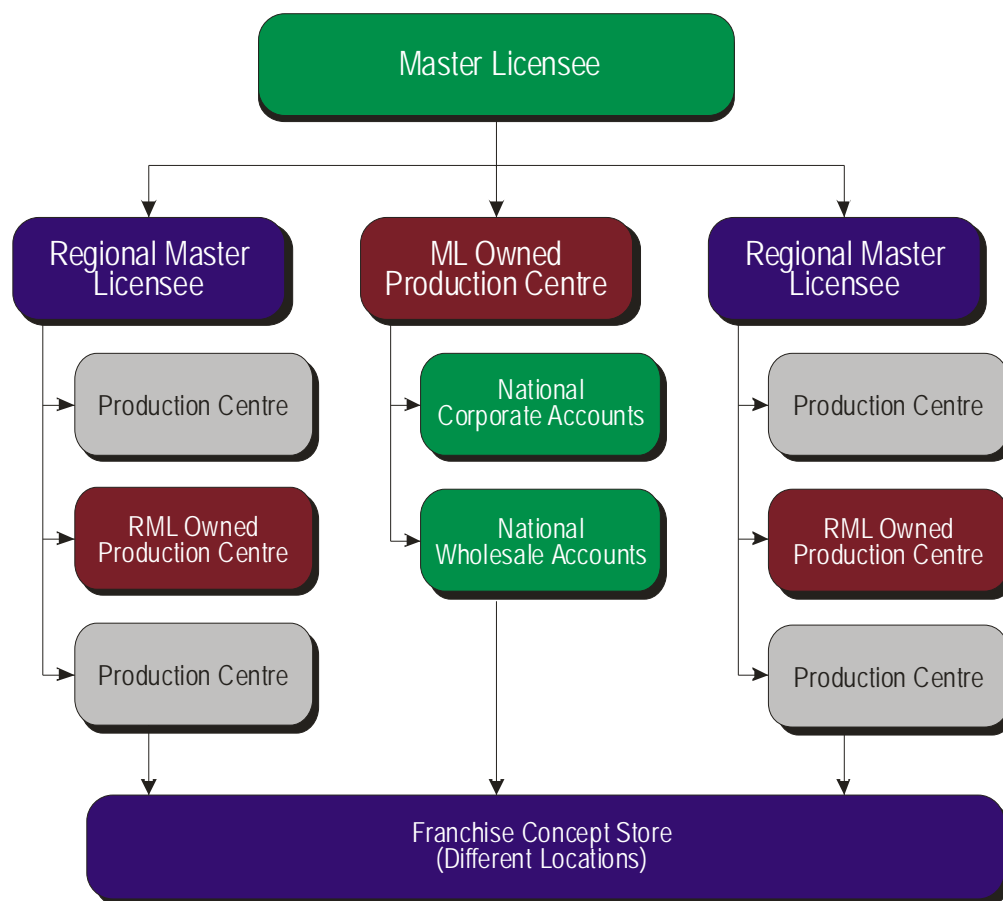 Master Licensee
Regional Master
Licensee
ML Owned
Production Centre
Regional Master
Licensee
Production Centre
National
Corporate Accounts
Production Centre
RML Owned
Production Centre
National
Wholesale Accounts
RML Owned
Production Centre
Production Centre
Production Centre
Franchise Concept Store
(Different Locations)